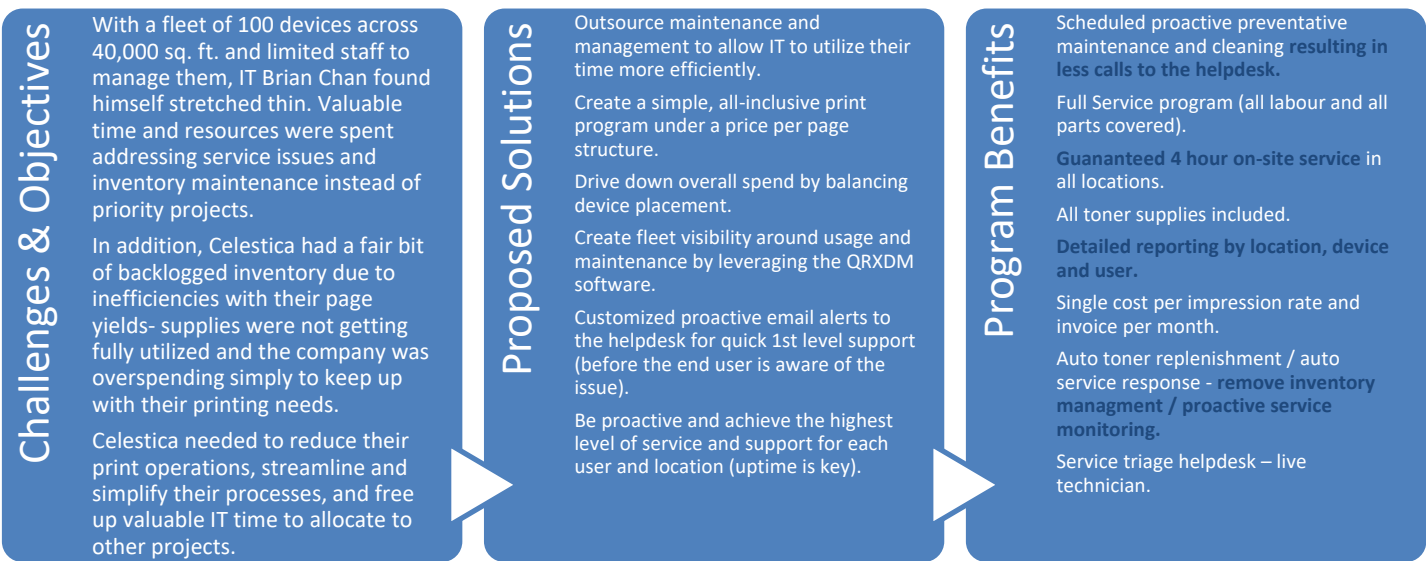 Challenges & Objectives
With a fleet of 100 devices across
40,000 sq. ft. and limited staff to
manage them, IT Brian Chan found
himself stretched thin. Valuable
time and resources were spent
addressing service issues and
inventory maintenance instead of
priority projects.
In addition, Celestica had a fair bit
of backlogged inventory due to
inefficiencies with their page
yields- supplies were not getting
fully utilized and the company was
overspending simply to keep up
with their printing needs.
Celestica needed to reduce their
print operations, streamline and
simplify their processes, and free
up valuable IT time to allocate to
other projects.
Proposed Solutions
Outsource maintenance and
management to allow IT to utilize their
time more efficiently.
Create a simple, all-inclusive print
program under a price per page
structure.
Drive down overall spend by balancing
device placement.
Create fleet visibility around usage and
maintenance by leveraging the QRXDM
software.
Customized proactive email alerts to
the helpdesk for quick 1st level support
(before the end user is aware of the
issue).
Be proactive and achieve the highest
level of service and support for each
user and location (uptime is key).
Program Benefits
Scheduled proactive preventative
maintenance and cleaning resulting in
less calls to the helpdesk.
Full Service program (all labour and all
parts covered).
Guananteed 4 hour on-site service in
all locations.
All toner supplies included.
Detailed reporting by location, device
and user.
Single cost per impression rate and
invoice per month.
Auto toner replenishment / auto
service response - remove inventory
managment / proactive service
monitoring.
Service triage helpdesk – live
technician.